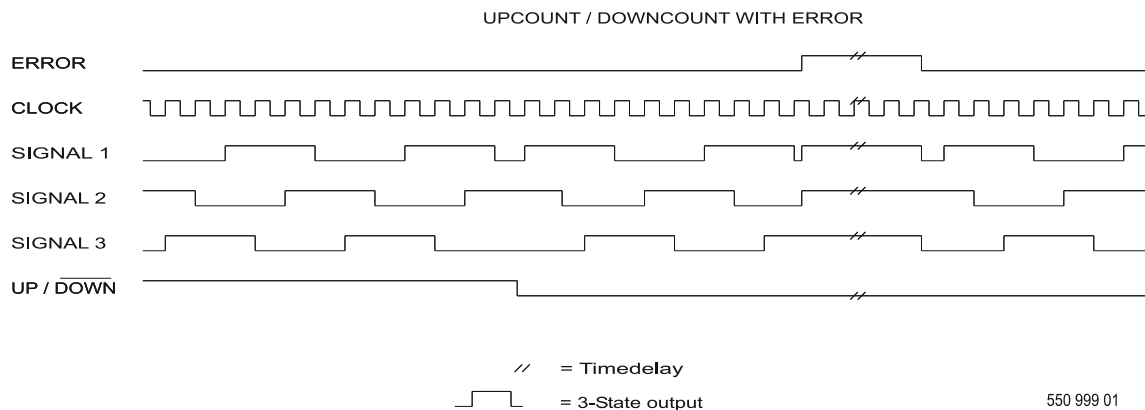 UPCOUNT / DOWNCOUNT WITH ERROR
ERROR
CLOCK
SIGNAL 1
SIGNAL 2
SIGNAL 3
UP / DOWN
// = Timedelay
= 3-State output
550 999 01